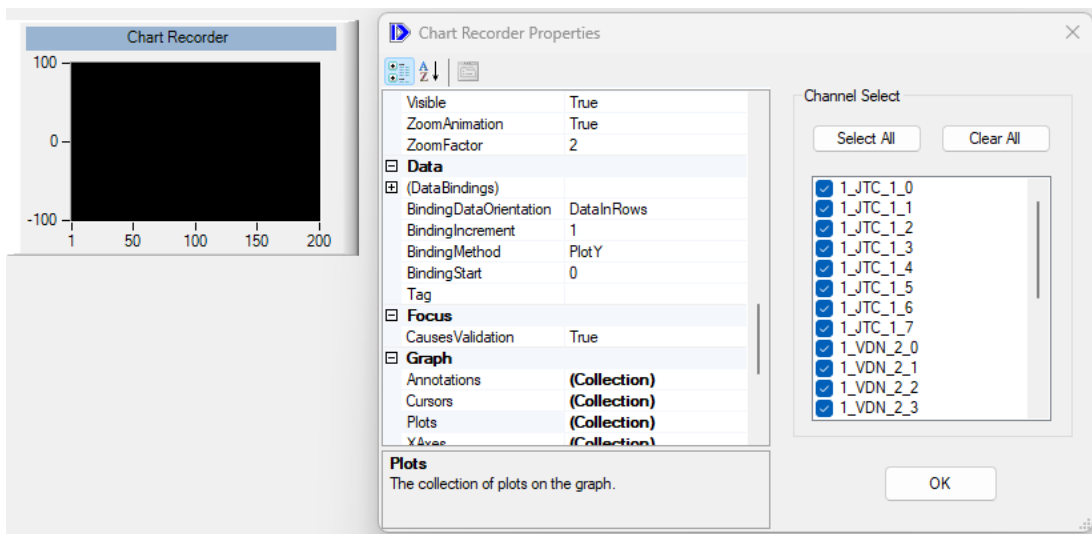 Chart Recorder
100
0
-100
1 50 100 150 200
Chart Recorder Properties
A
Z
Visible True
ZoomAnimation True
ZoomFactor 2
Data
(DataBindings)
BindingDataOrientation DataInRows
BindingIncrement 1
BindingMethod PlotY
BindingStart 0
Tag
Focus
CausesValidation True
Graph
Annotations (Collection)
Cursors (Collection)
Plots (Collection)
XAxes (Collection)
Plots
The collection of plots on the graph.
Channel Select
Select All Clear All
1_JTC_1_0
1_JTC_1_1
1_JTC_1_2
1_JTC_1_3
1_JTC_1_4
1_JTC_1_5
1_JTC_1_6
1_JTC_1_7
1_VDN_2_0
1_VDN_2_1
1_VDN_2_2
1_VDN_2_3
OK